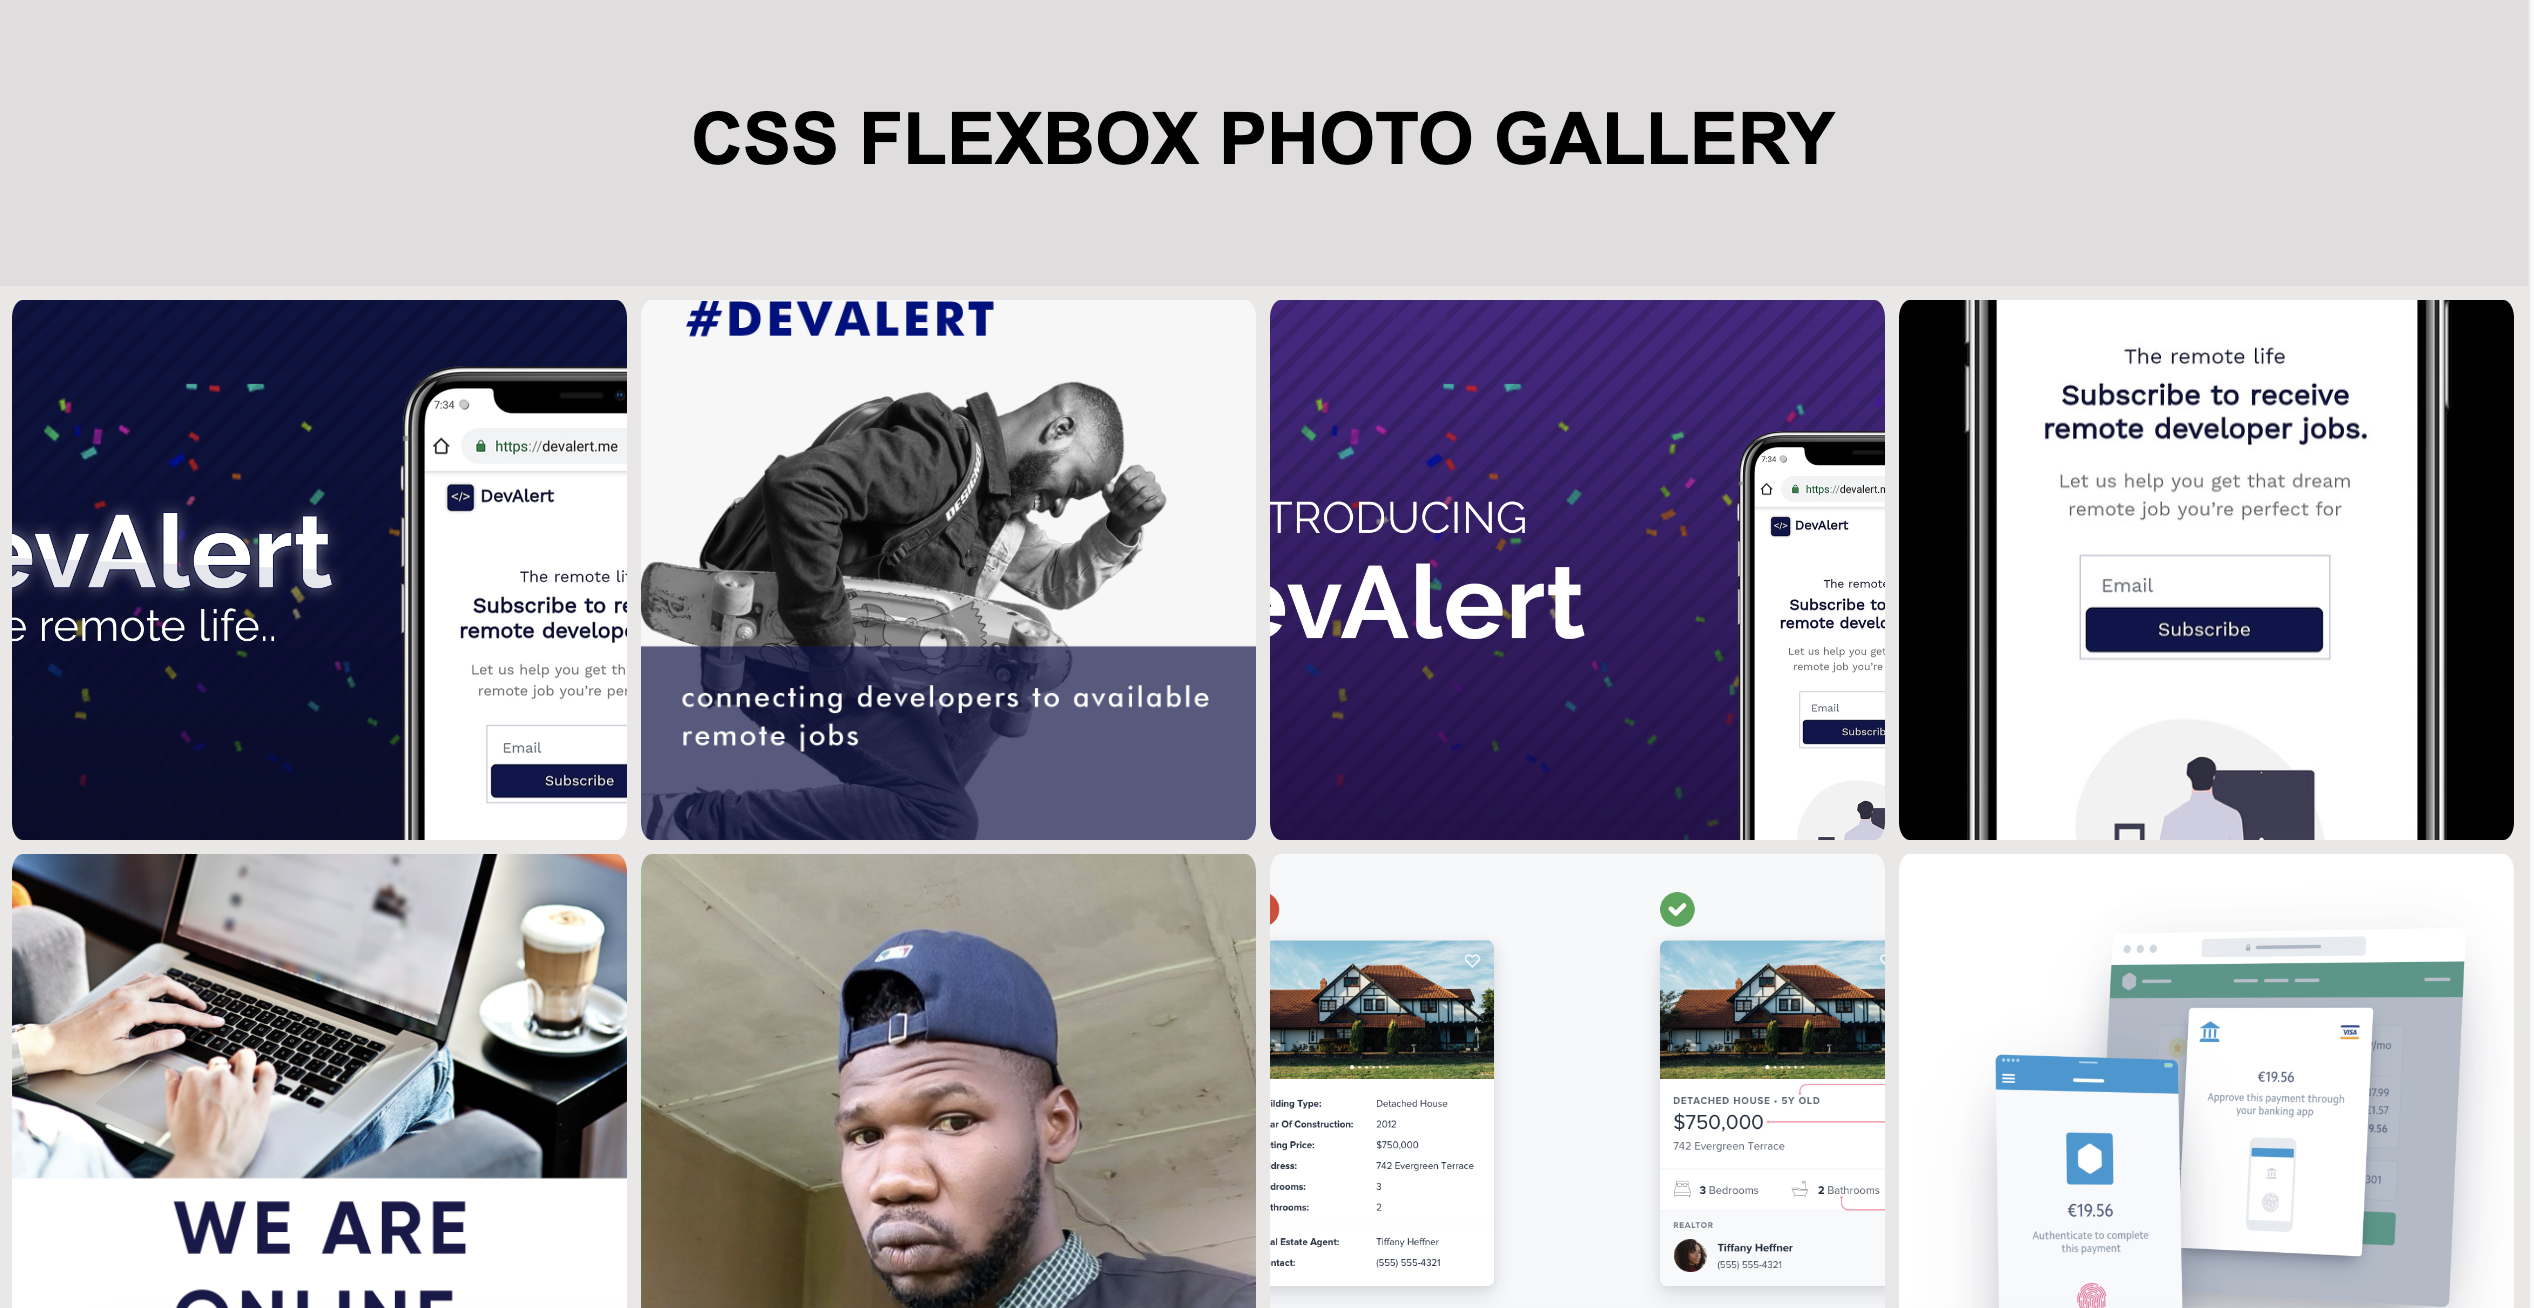 CSS FLEXBOX PHOTO GALLERY
7:34
https://devalert.me
</> DevAlert
evAlert
e remote life..
The remote li
Subscribe to re
remote develop
Let us help you get th
remote job you're per
Email
Subscribe
#DEVALERT
DESIGNER
connecting developers to available
remote jobs
TRODUCING
evAlert
7:34
https://devalert.n
</> DevAlert
The remote
Subscribe to
remote develo
Let us help you get
remote job you're
Email
Subscrib
The remote life
Subscribe to receive
remote developer jobs.
Let us help you get that dream
remote job you're perfect for
Email
Subscribe
WE ARE
ONLINE
ilding Type: Detached House
ar Of Construction: 2012
ting Price: $750,000
dress: 742 Evergreen Terrace
drooms: 3
throoms: 2
al Estate Agent: Tiffany Heffner
ntact: (555) 555-4321
DETACHED HOUSE • 5Y OLD
$750,000
742 Evergreen Terrace
3 Bedrooms 2 Bathrooms
REALTOR
Tiffany Heffner
(555) 555-4321
VISA
€19.56
Approve this payment through
your banking app
/mo
17.99
£1.57
9.56
301
€19.56
Authenticate to complete
this payment